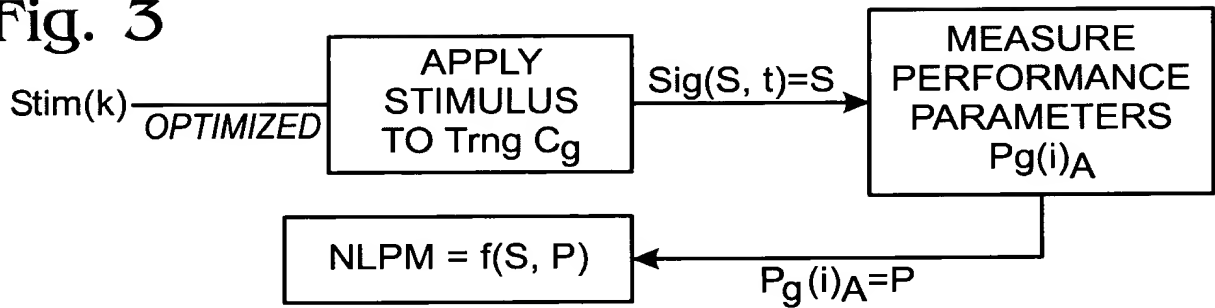 Fig. 3
Stim(k)
OPTIMIZED
APPLY
STIMULUS
TO Trng Cg
Sig(S, t)=S
MEASURE
PERFORMANCE
PARAMETERS
Pg(i)A
Pg(i)A=P
NLPM = f(S, P)